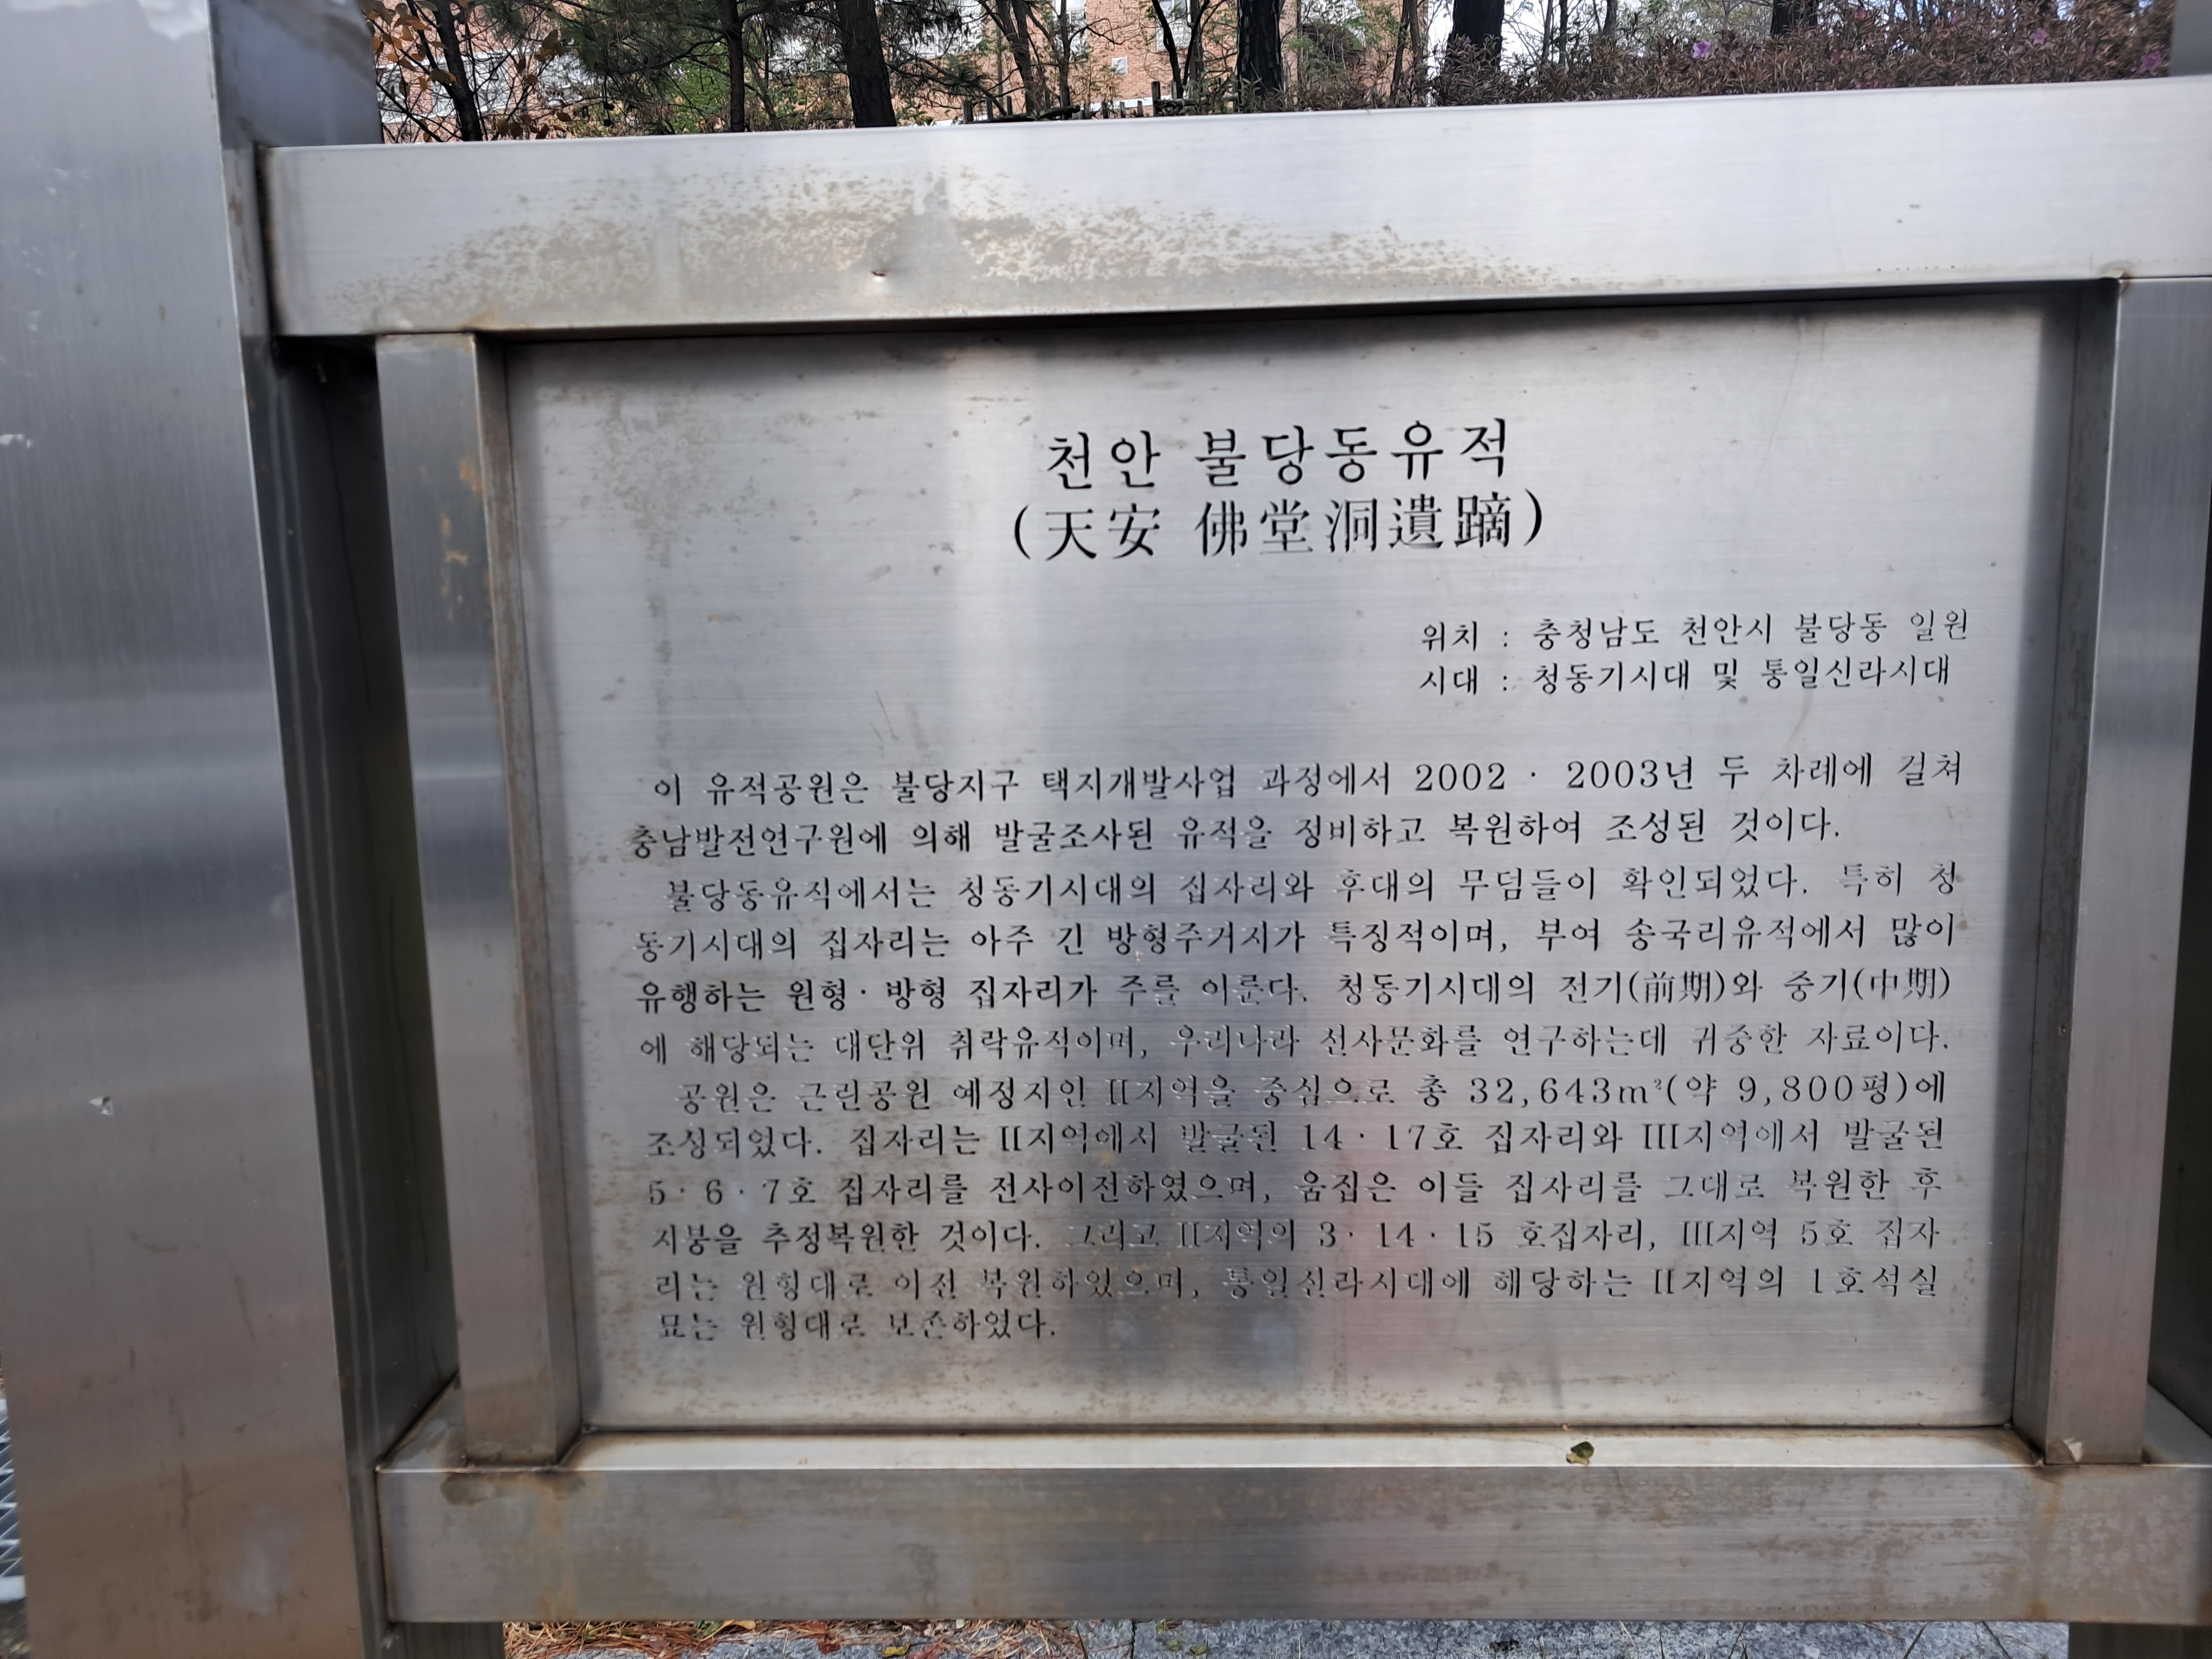 천안 불당동유적
(天安 佛堂洞遺蹟)
위치 : 충청남도 천안시 불당동 일원
시대 : 청동기시대 및 통일신라시대
이 유적공원은 불당지구 택지개발사업 과정에서 2002 · 2003년 두 차례에 걸쳐
충남발전연구원에 의해 발굴조사된 유적을 정비하고 복원하여 조성된 것이다.
불당동유적에서는 청동기시대의 집자리와 후대의 무덤들이 확인되었다. 특히 청
동기시대의 집자리는 아주 긴 방형주거지가 특징적이며, 부여 송국리유적에서 많이
유행하는 원형 · 방형 집자리가 주를 이룬다. 청동기시대의 전기(前期)와 중기(中期)
에 해당되는 대단위 취락유적이며, 우리나라 선사문화를 연구하는데 귀중한 자료이다.
공원은 근린공원 예정지인 II지역을 중심으로 총 32,643m²(약 9,800평)에
조성되었다. 집자리는 II지역에서 발굴된 14 · 17호 집자리와 III지역에서 발굴된
5 · 6 · 7호 집자리를 전사이전하였으며, 움집은 이들 집자리를 그대로 복원한 후
지붕을 추정복원한 것이다. 그리고 II지역의 3 · 14 · 15 호집자리, III지역 5호 집자
리는 원형대로 이전 복원하였으며, 통일신라시대에 해당하는 II지역의 1호석실
묘는 원형대로 보존하였다.